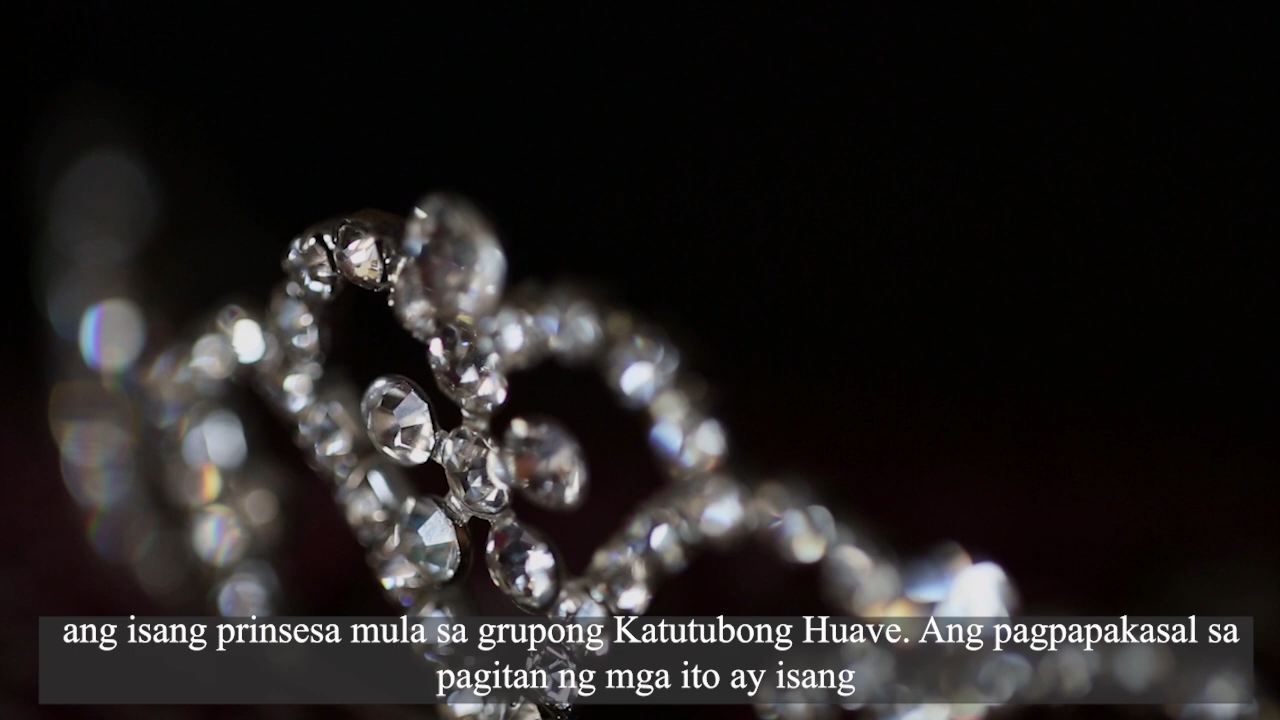 ang isang prinsesa mula sa grupong Katutubong Huave. Ang pagpapakasal sa
pagitan ng mga ito ay isang